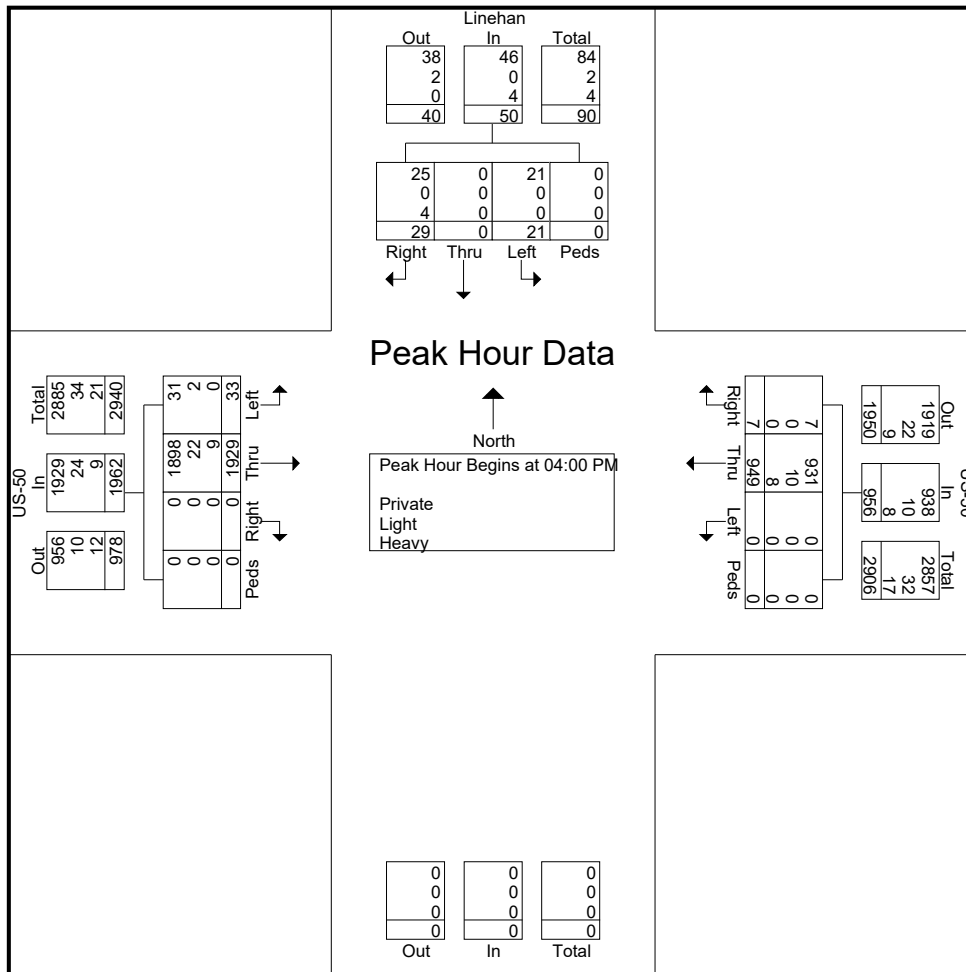 Linehan
Out In Total
38 46 84
2 0 2
0 4 4
40 50 90
25 0 21 0
0 0 0 0
4 0 0 0
29 0 21 0
Right Thru Left Peds
Peak Hour Data
North
Peak Hour Begins at 04:00 PM
Private
Light
Heavy
US-50
Total In Out
2885 1929 956
34 24 10
21 9 12
2940 1962 978
31 1898 0 0
2 22 0 0
0 9 0 0
33 1929 0 0
Left Thru Right Peds
Out In Total
1919 938 2857
22 10 32
9 8 17
1950 956 2906
7 931 0 0
0 10 0 0
0 8 0 0
7 949 0 0
Right Thru Left Peds
0 0 0
0 0 0
0 0 0
0 0 0
Out In Total